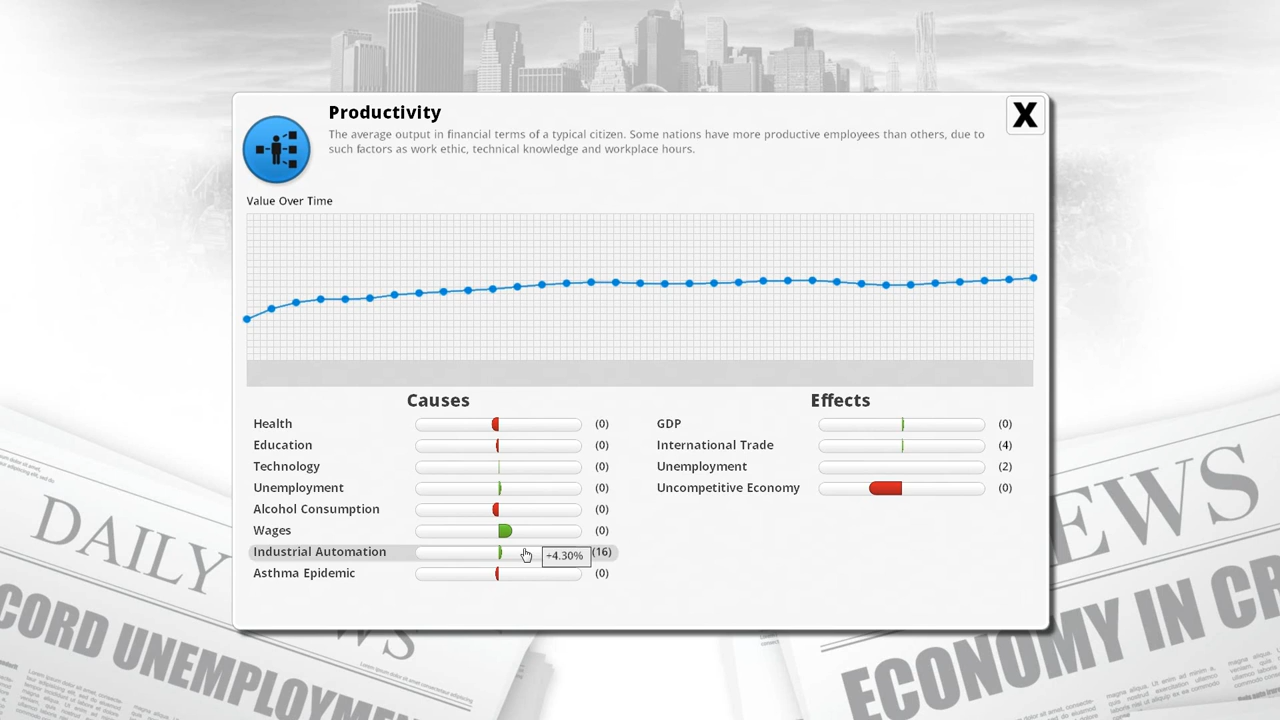 Productivity
The average output in financial terms of a typical citizen. Some nations have more productive employees than others, due to
such factors as work ethic, technical knowledge and workplace hours.
X
Value Over Time
Causes
Health (0)
Education (0)
Technology (0)
Unemployment (0)
Alcohol Consumption (0)
Wages (0)
Industrial Automation +4.30% (16)
Asthma Epidemic (0)
Effects
GDP (0)
International Trade (4)
Unemployment (2)
Uncompetitive Economy (0)
DAILY
WS
CORD UNEMPLOYME
EWS
ECONOMY IN CR